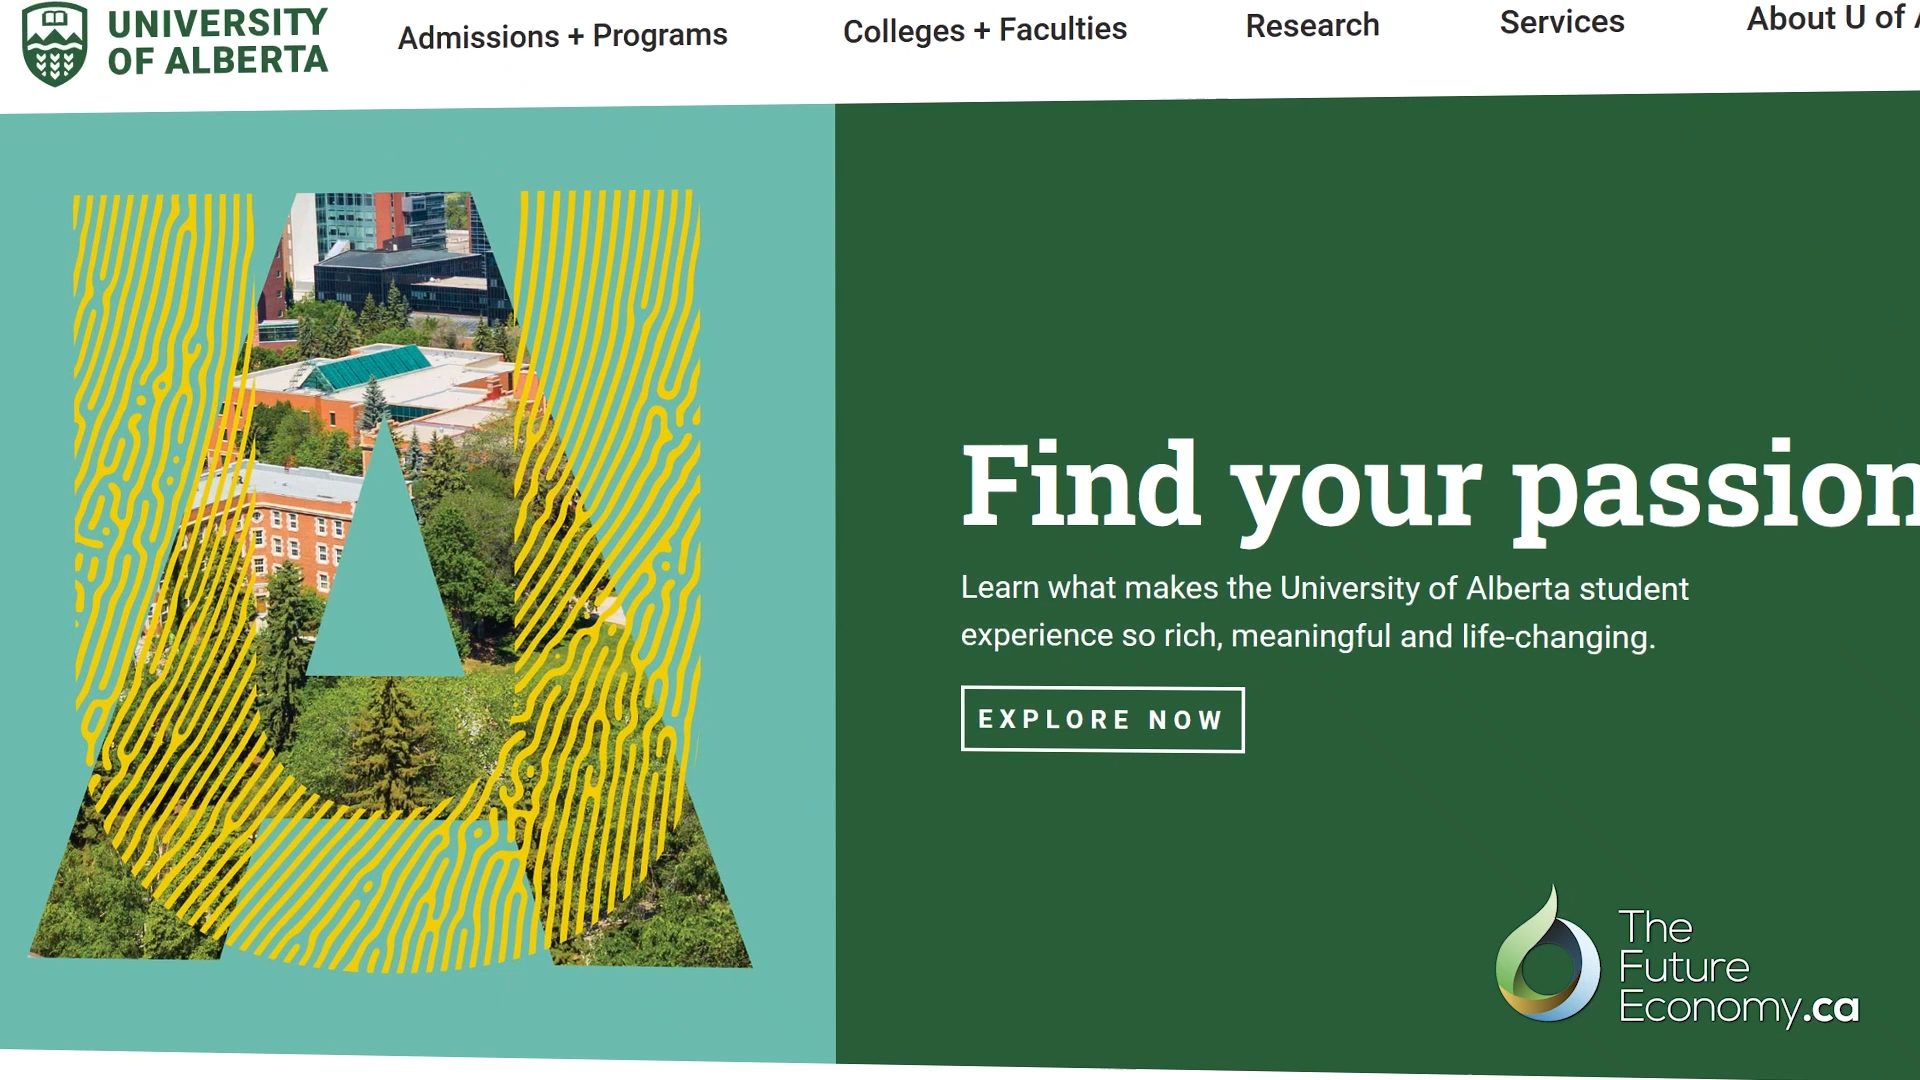 UNIVERSITY
OF ALBERTA
Admissions + Programs
Colleges + Faculties
Research
Services
About U of A
Find your passion
Learn what makes the University of Alberta student
experience so rich, meaningful and life-changing.
EXPLORE NOW
The
Future
Economy.ca